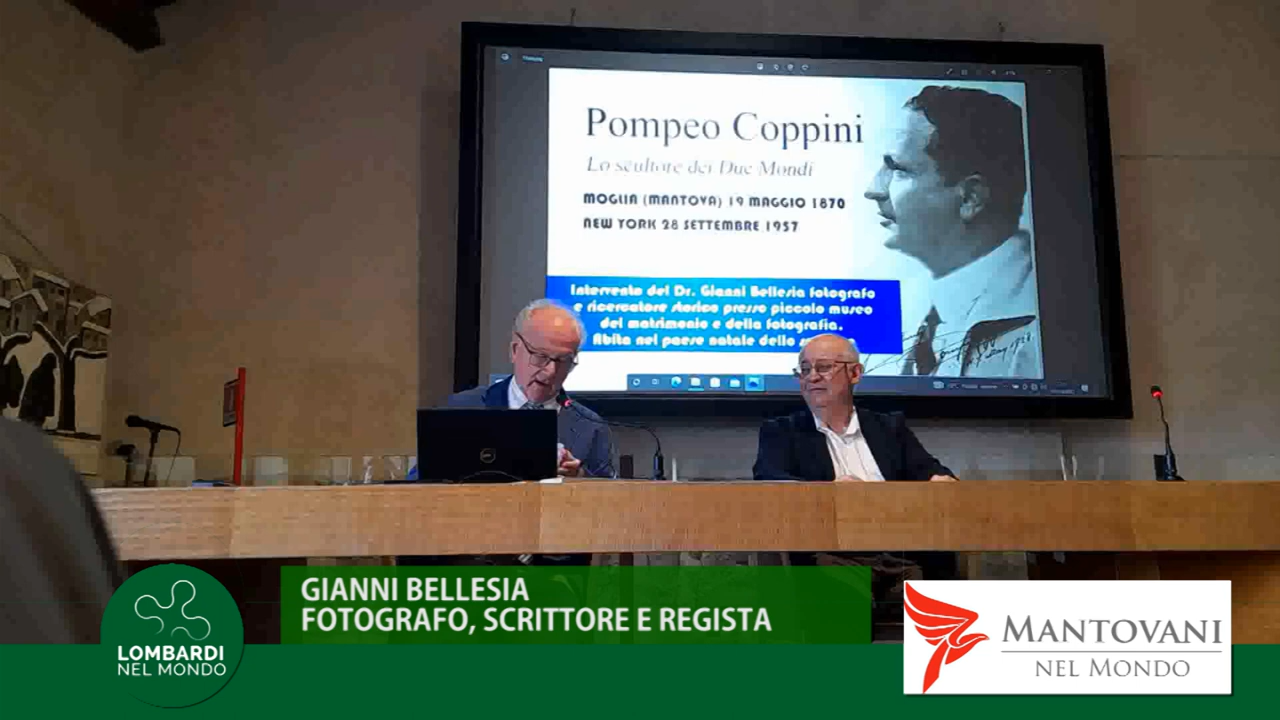 Pompeo Coppini
Lo scultore dei Due Mondi
MOGLIA (MANTOVA) 19 MAGGIO 1870
NEW YORK 28 SETTEMBRE 1957
Intervento del Dr. Gianni Bellesia fotografo
e ricercatore storico presso piccolo museo
del matrimonio e della fotografia.
Abita nel paese natale dello
GIANNI BELLESIA
FOTOGRAFO, SCRITTORE E REGISTA
LOMBARDI
NEL MONDO
MANTOVANI
NEL MONDO